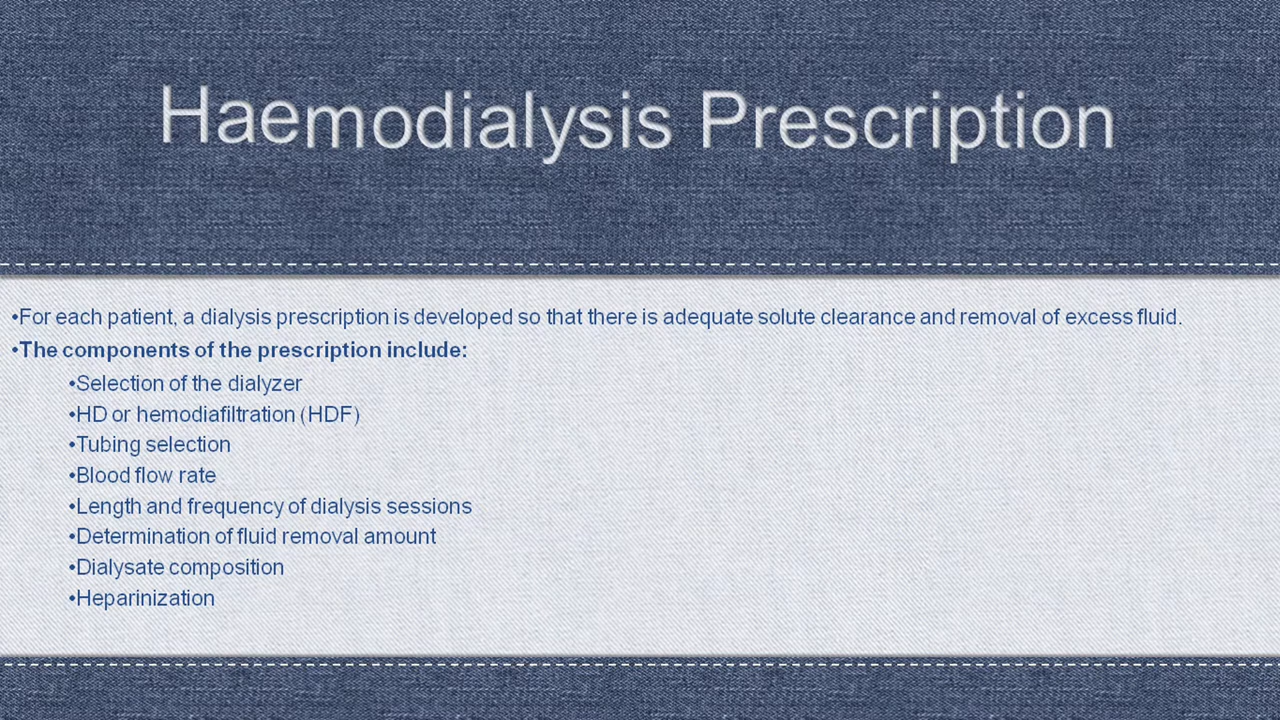 Haemodialysis Prescription
•For each patient, a dialysis prescription is developed so that there is adequate solute clearance and removal of excess fluid.
•The components of the prescription include:
•Selection of the dialyzer
•HD or hemodiafiltration (HDF)
•Tubing selection
•Blood flow rate
•Length and frequency of dialysis sessions
•Determination of fluid removal amount
•Dialysate composition
•Heparinization